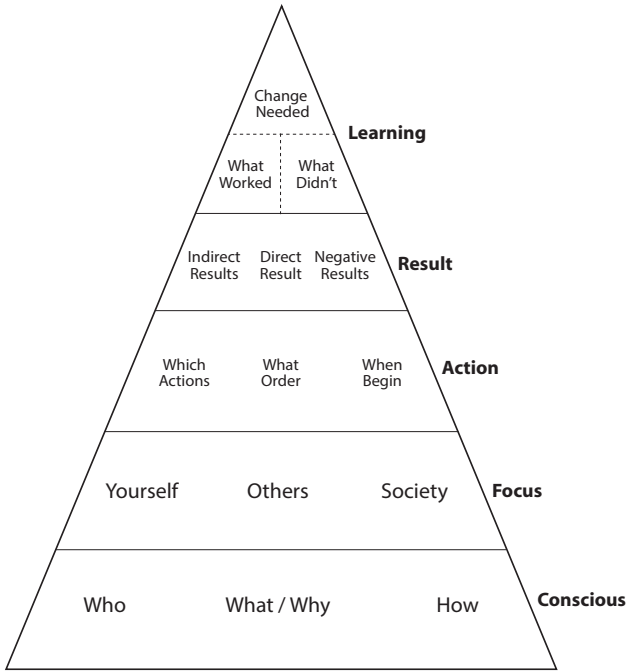 Change
Needed
Learning
What
Worked
What
Didn't
Indirect
Results
Direct
Result
Negative
Results
Result
Which
Actions
What
Order
When
Begin
Action
Yourself
Others
Society
Focus
Who
What / Why
How
Conscious